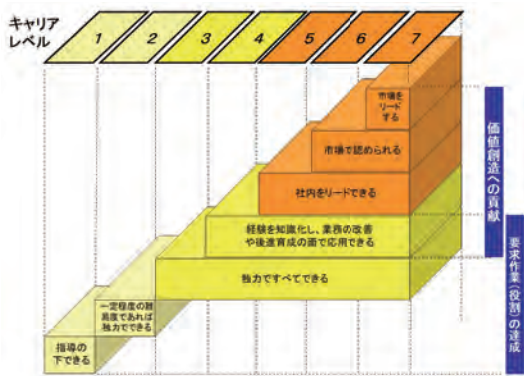 キャリア
レベル
1
2
3
4
5
6
7
市場を
リード
する
市場で認められる
社内をリードできる
経験を知識化し、業務の改善
や後進育成の面で応用できる
独力ですべてできる
一定程度の難
易度であれば
独力でできる
指導の
下できる
価値創造への貢献
要求作業(役割)の達成